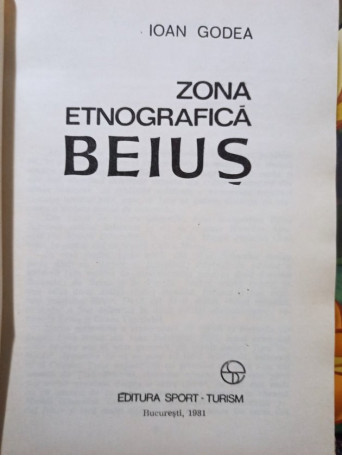 IOAN GODEA
ZONA
ETNOGRAFICĂ
BEIUȘ
EDITURA SPORT - TURISM
București, 1981